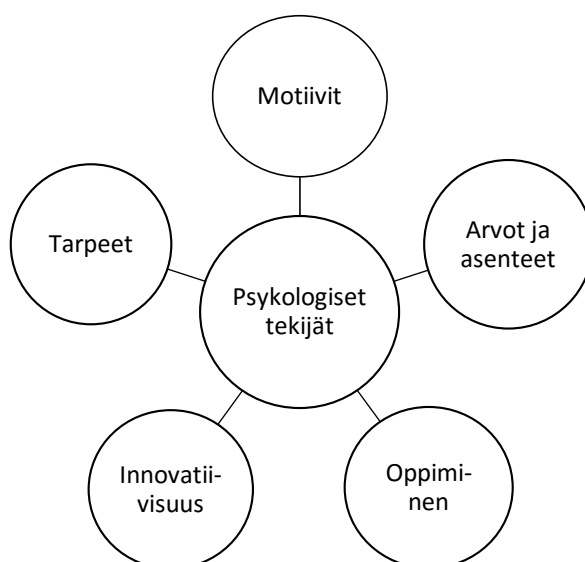 Motiivit
Tarpeet
Arvot ja
asenteet
Psykologiset
tekijät
Innovatii-
visuus
Oppimi-
nen